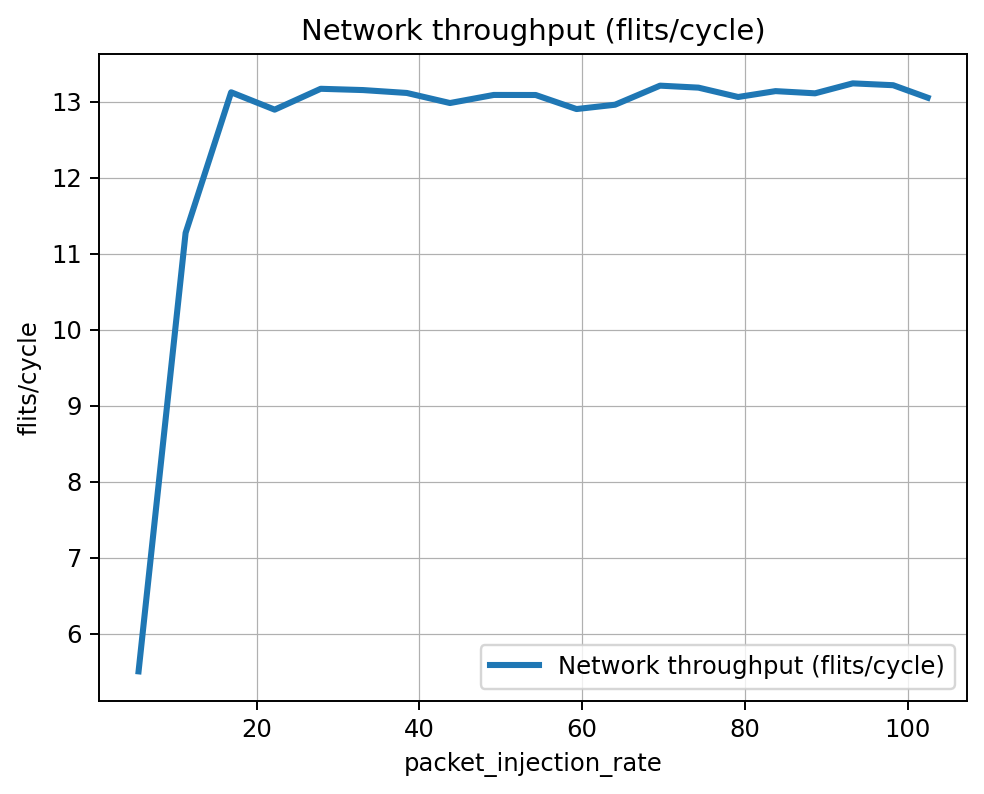 Network throughput (flits/cycle)
flits/cycle
13
12
11
10
9
8
7
6
Network throughput (flits/cycle)
20 40 60 80 100
packet_injection_rate